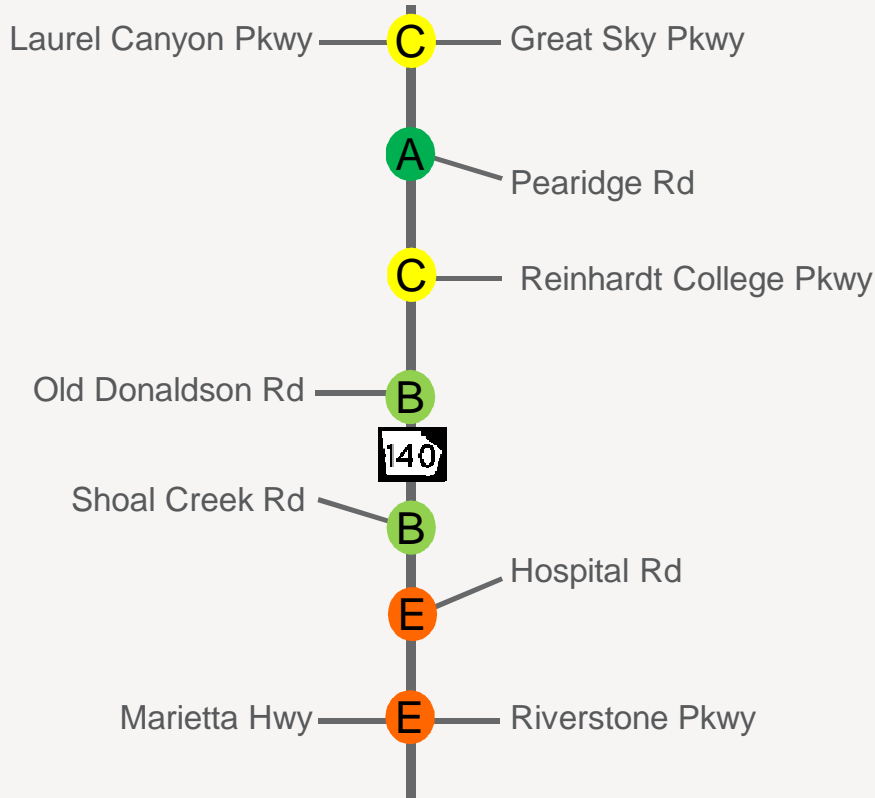 Laurel Canyon Pkwy C Great Sky Pkwy
A
Pearidge Rd
C Reinhardt College Pkwy
Old Donaldson Rd B
140
Shoal Creek Rd
B
Hospital Rd
E
Marietta Hwy E Riverstone Pkwy